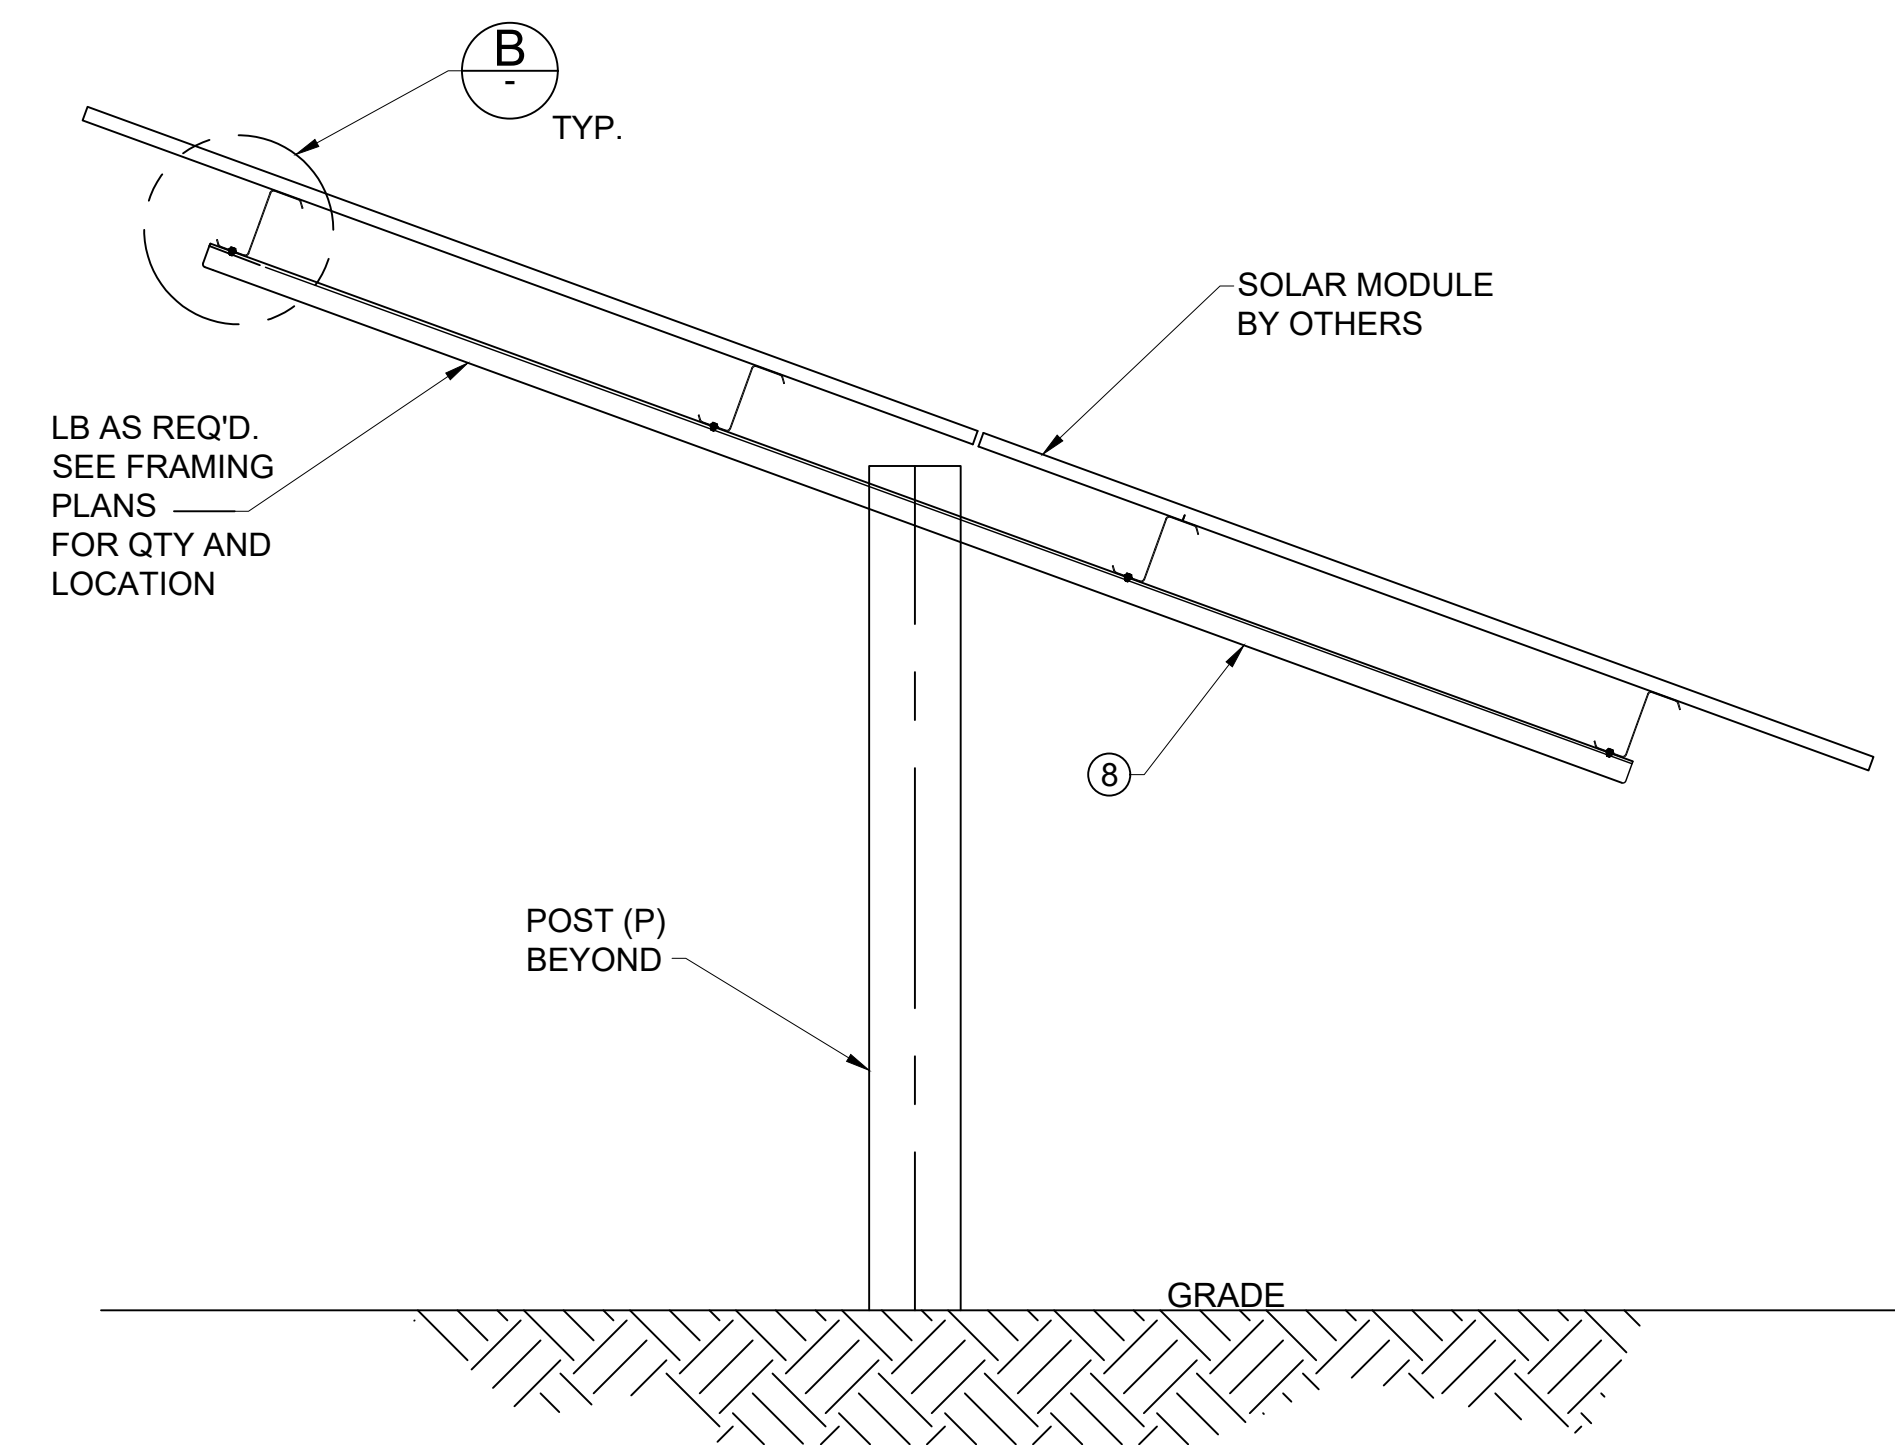 B
-
TYP.
SOLAR MODULE
BY OTHERS
LB AS REQ'D.
SEE FRAMING
PLANS
FOR QTY AND
LOCATION
8
POST (P)
BEYOND
GRADE